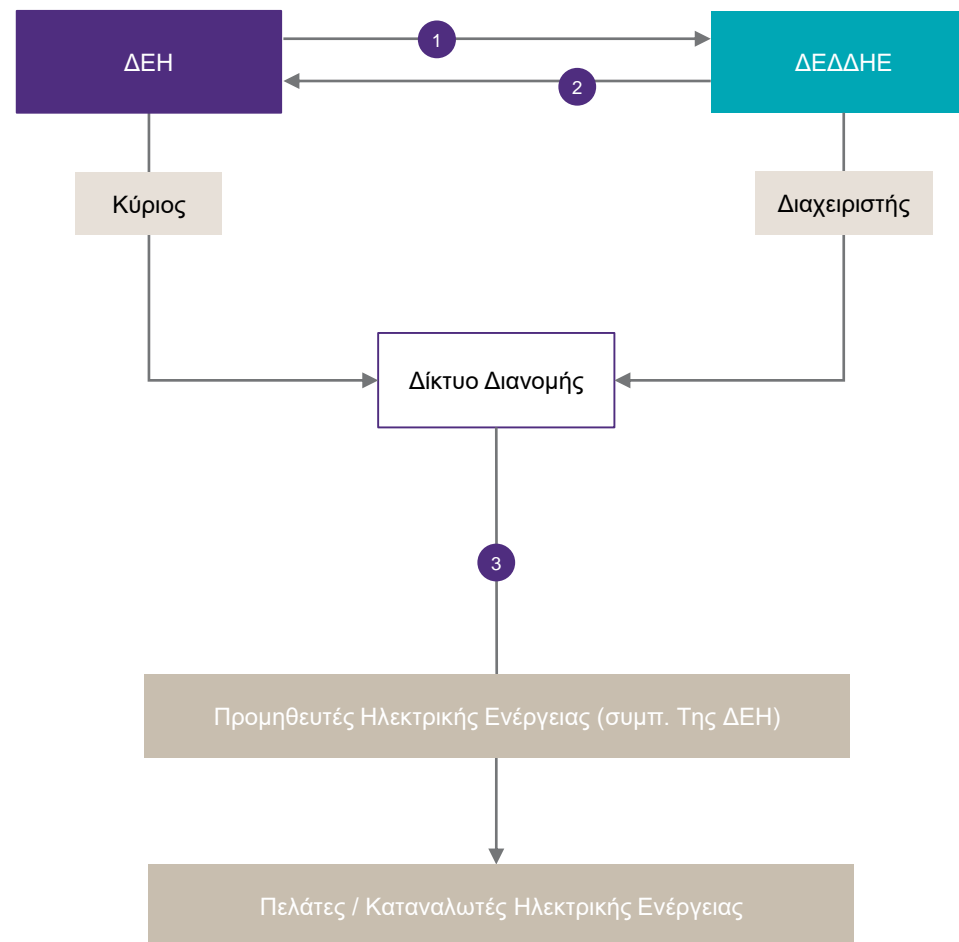 ΔΕΗ
1
ΔΕΔΔΗΕ
2
Κύριος
Διαχειριστής
Δίκτυο Διανομής
3
Προμηθευτές Ηλεκτρικής Ενέργειας (συμπ. Της ΔΕΗ)
Πελάτες / Καταναλωτές Ηλεκτρικής Ενέργειας